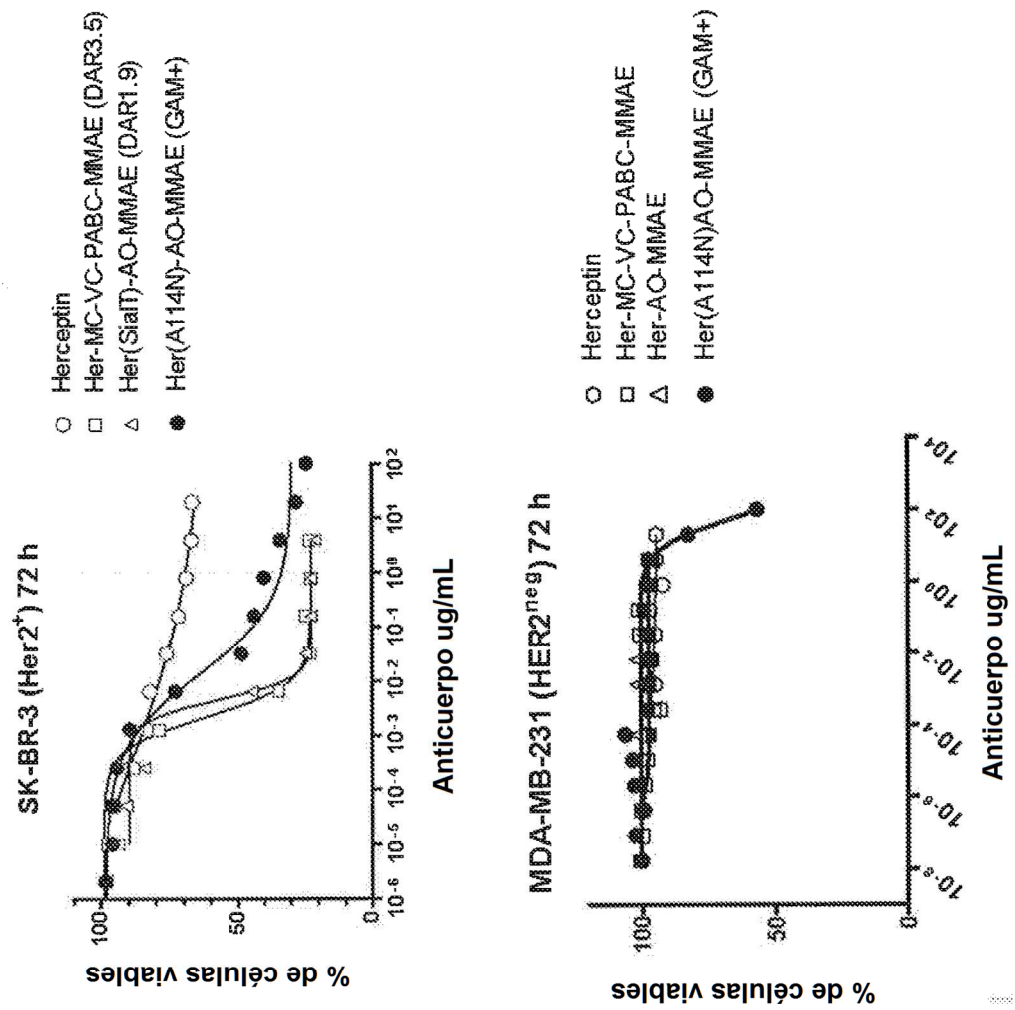 SK-BR-3 (Her2⁺) 72 h
% de células viables
100
50
0
10⁻⁶ 10⁻⁵ 10⁻⁴ 10⁻³ 10⁻² 10⁻¹ 10⁰ 10¹ 10²
Anticuerpo ug/mL
Herceptin
Her-MC-VC-PABC-MMAE (DAR3.5)
Her(SialT)-AO-MMAE (DAR1.9)
Her(A114N)-AO-MMAE (GAM+)
MDA-MB-231 (HER2ⁿᵉᵍ) 72 h
% de células viables
100
50
0
10⁻⁸ 10⁻⁶ 10⁻⁴ 10⁻² 10⁰ 10² 10⁴
Anticuerpo ug/mL
Herceptin
Her-MC-VC-PABC-MMAE
Her-AO-MMAE
Her(A114N)AO-MMAE (GAM+)